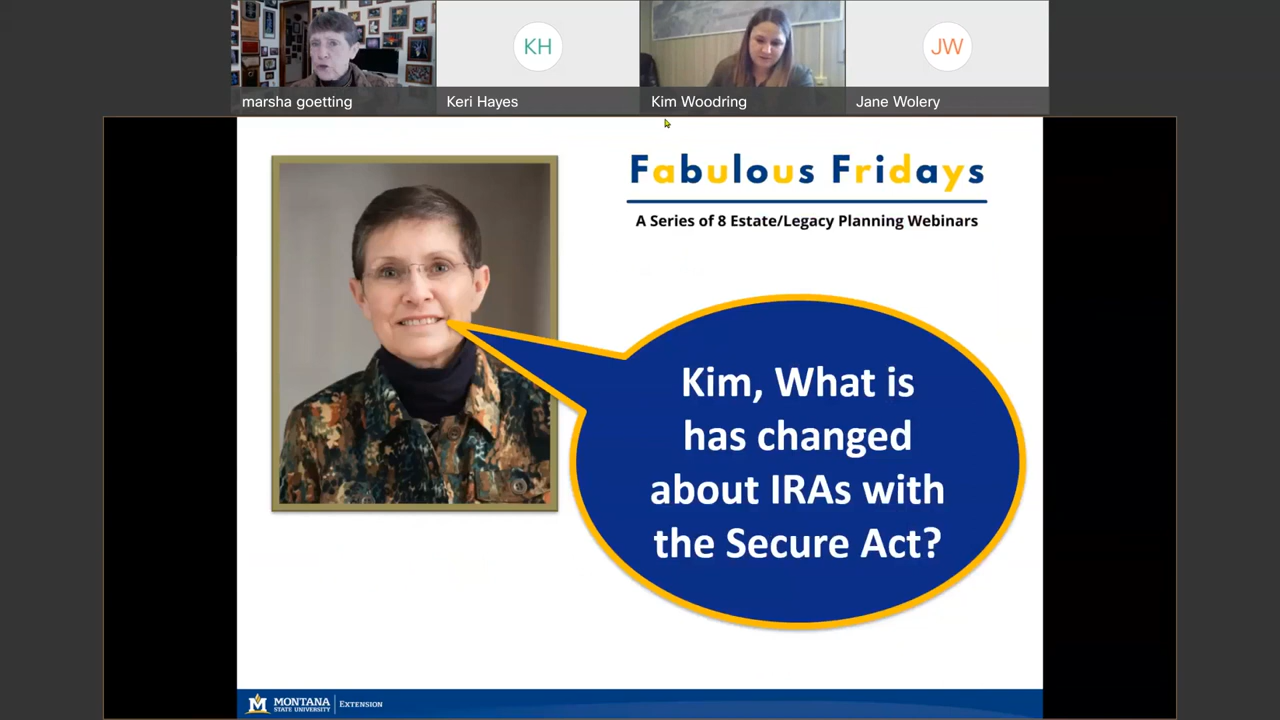 marsha goetting
KH
Keri Hayes
Kim Woodring
JW
Jane Wolery
Fabulous Fridays
A Series of 8 Estate/Legacy Planning Webinars
Kim, What is
has changed
about IRAs with
the Secure Act?
MONTANA
STATE UNIVERSITY
EXTENSION